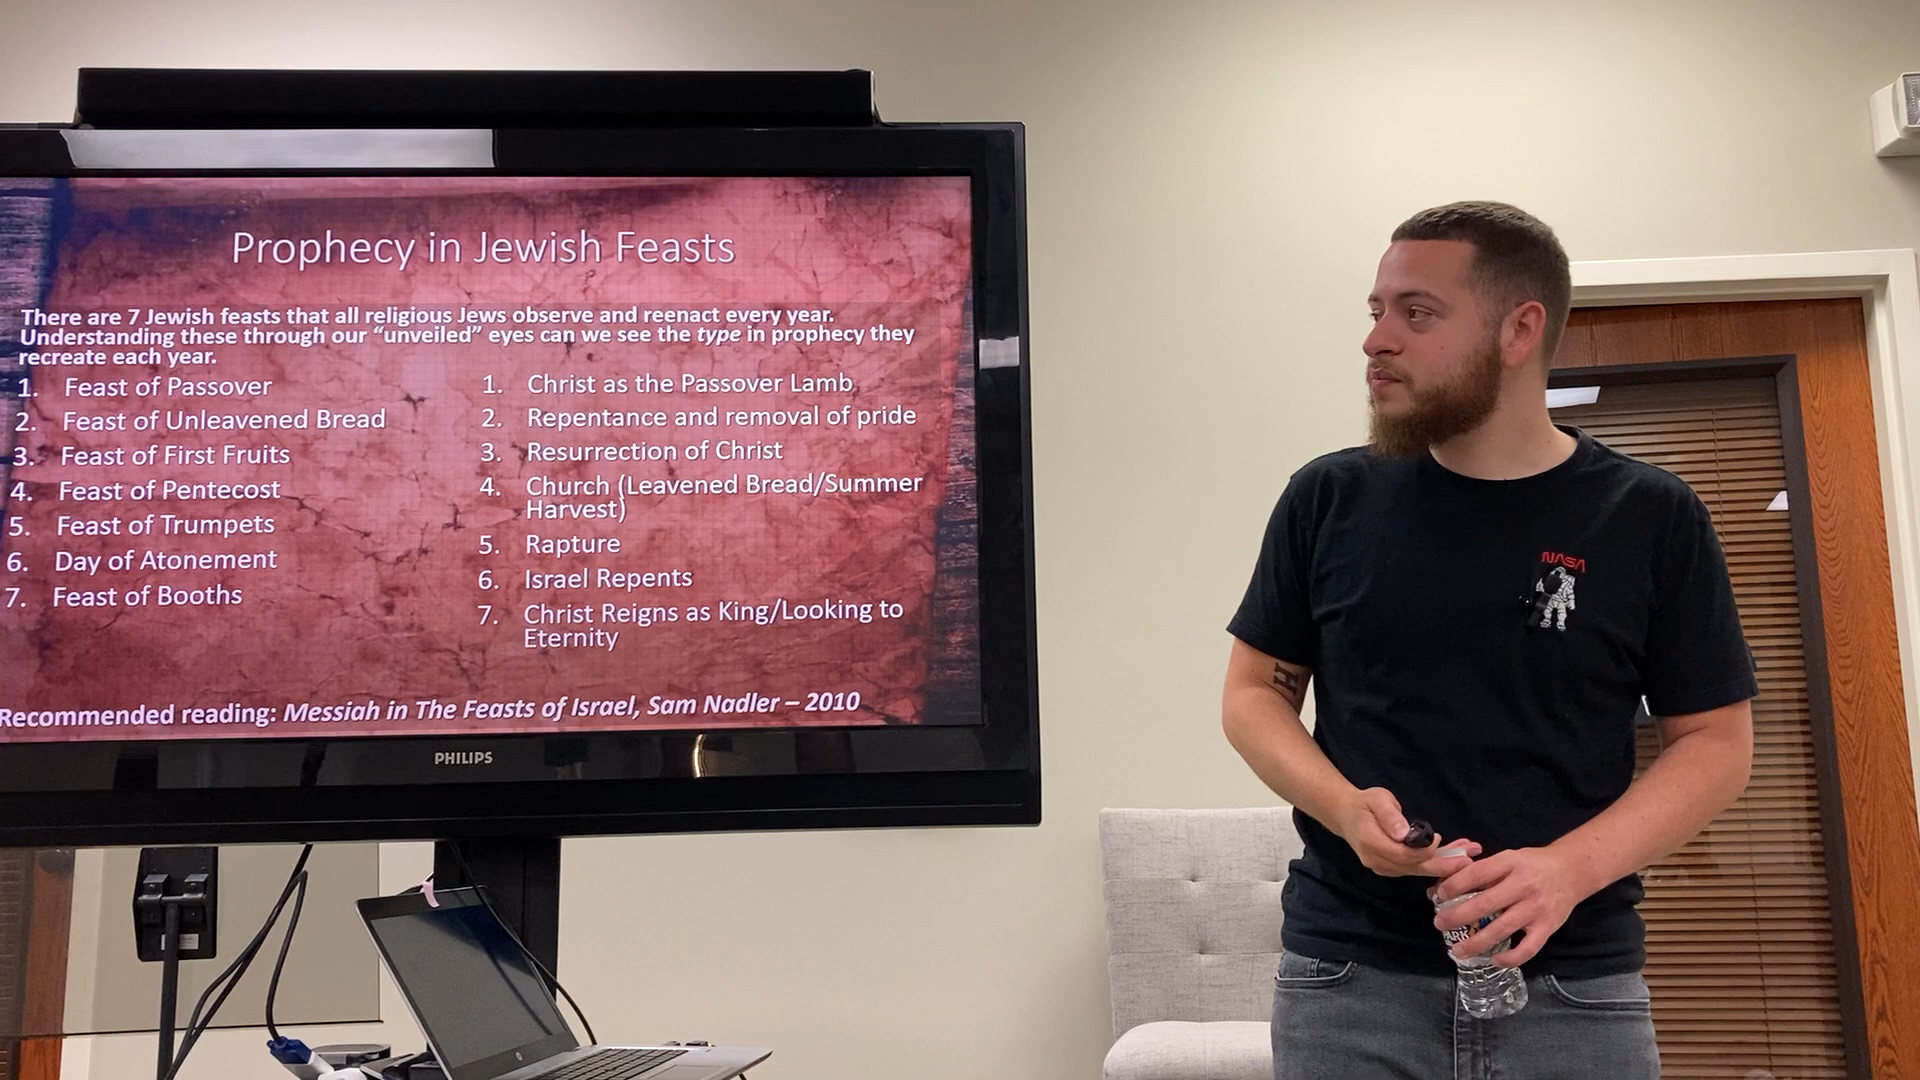 Prophecy in Jewish Feasts
There are 7 Jewish feasts that all religious Jews observe and reenact every year.
Understanding these through our “unveiled” eyes can we see the type in prophecy they
recreate each year.
1. Feast of Passover
2. Feast of Unleavened Bread
3. Feast of First Fruits
4. Feast of Pentecost
5. Feast of Trumpets
6. Day of Atonement
7. Feast of Booths
1. Christ as the Passover Lamb
2. Repentance and removal of pride
3. Resurrection of Christ
4. Church (Leavened Bread/Summer
Harvest)
5. Rapture
6. Israel Repents
7. Christ Reigns as King/Looking to
Eternity
Recommended reading: Messiah in The Feasts of Israel, Sam Nadler – 2010
PHILIPS
NASA
H